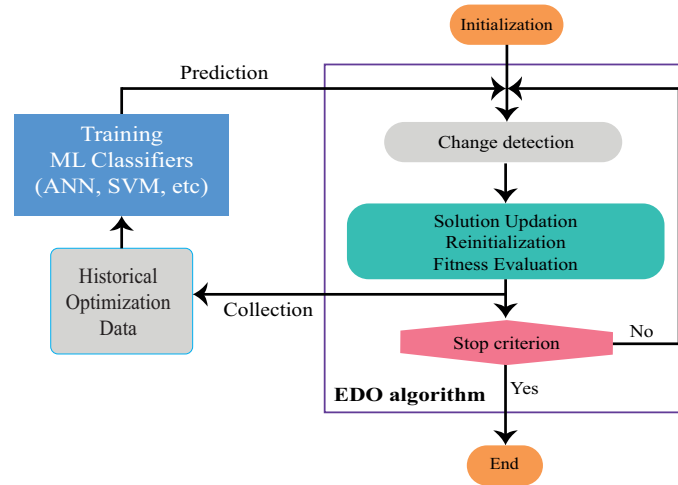 Initialization
Prediction
Training
ML Classifiers
(ANN, SVM, etc)
Change detection
Solution Updation
Reinitialization
Fitness Evaluation
Historical
Optimization
Data
Collection
Stop criterion
No
Yes
EDO algorithm
End